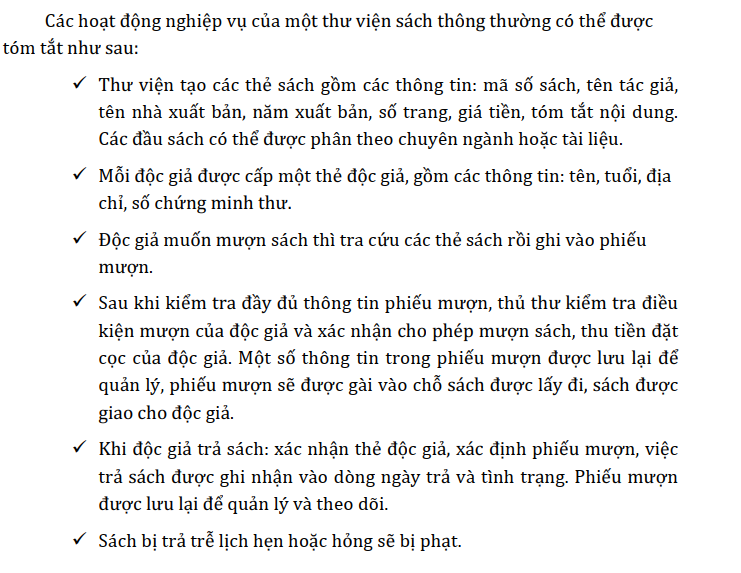 Các hoạt động nghiệp vụ của một thư viện sách thông thường có thể được
tóm tắt như sau:
✓ Thư viện tạo các thẻ sách gồm các thông tin: mã số sách, tên tác giả,
tên nhà xuất bản, năm xuất bản, số trang, giá tiền, tóm tắt nội dung.
Các đầu sách có thể được phân theo chuyên ngành hoặc tài liệu.
✓ Mỗi độc giả được cấp một thẻ độc giả, gồm các thông tin: tên, tuổi, địa
chỉ, số chứng minh thư.
✓ Độc giả muốn mượn sách thì tra cứu các thẻ sách rồi ghi vào phiếu
mượn.
✓ Sau khi kiểm tra đầy đủ thông tin phiếu mượn, thủ thư kiểm tra điều
kiện mượn của độc giả và xác nhận cho phép mượn sách, thu tiền đặt
cọc của độc giả. Một số thông tin trong phiếu mượn được lưu lại để
quản lý, phiếu mượn sẽ được gài vào chỗ sách được lấy đi, sách được
giao cho độc giả.
✓ Khi độc giả trả sách: xác nhận thẻ độc giả, xác định phiếu mượn, việc
trả sách được ghi nhận vào dòng ngày trả và tình trạng. Phiếu mượn
được lưu lại để quản lý và theo dõi.
✓ Sách bị trả trễ lịch hẹn hoặc hỏng sẽ bị phạt.